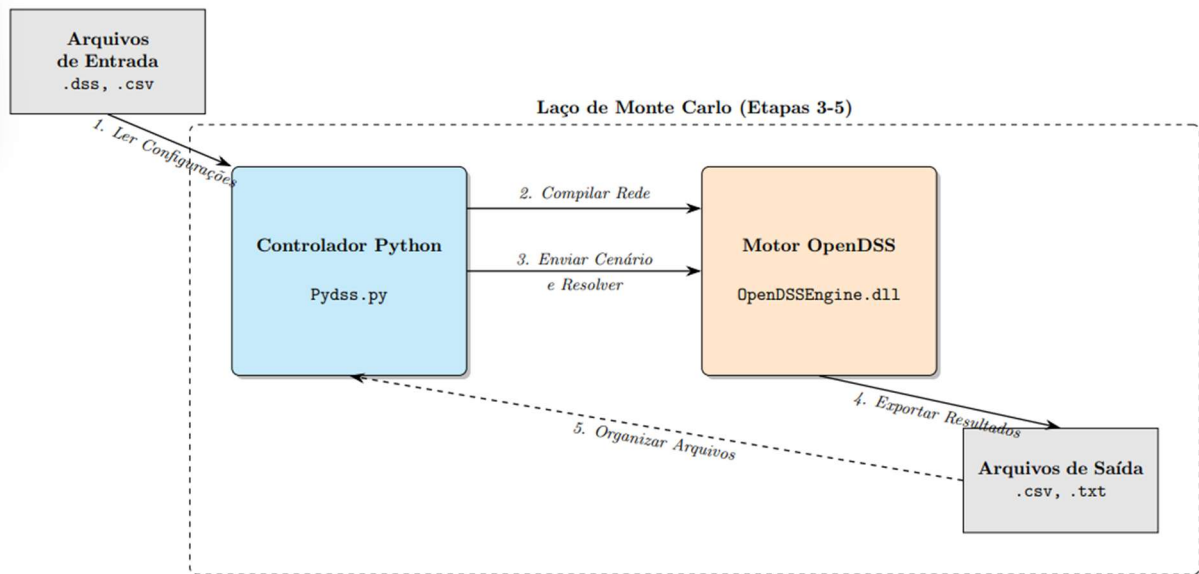 Arquivos
de Entrada
.dss, .csv
Laço de Monte Carlo (Etapas 3-5)
1. Ler Configurações
2. Compilar Rede
Controlador Python
Pydss.py
3. Enviar Cenário
e Resolver
Motor OpenDSS
OpenDSSEngine.dll
4. Exportar Resultados
5. Organizar Arquivos
Arquivos de Saída
.csv, .txt